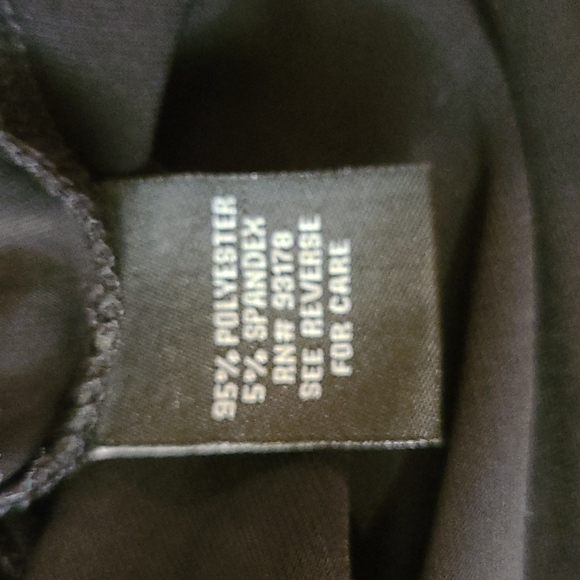 95% POLYESTER
5% SPANDEX
RN# 93178
SEE REVERSE
FOR CARE